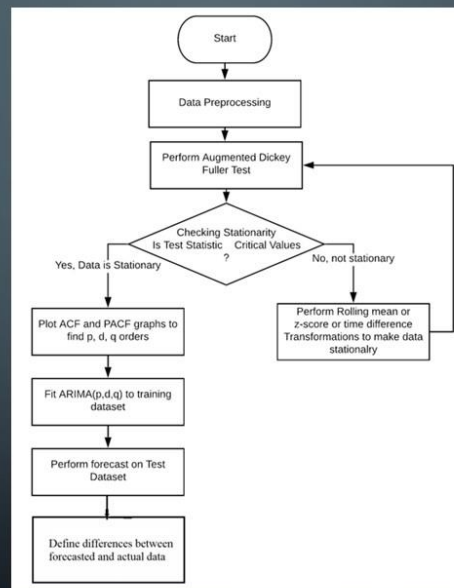 Start
Data Preprocessing
Perform Augmented Dickey
Fuller Test
Checking Stationarity
Is Test Statistic Critical Values
?
Yes, Data is Stationary
No, not stationary
Plot ACF and PACF graphs to
find p, d, q orders
Perform Rolling mean or
z-score or time difference
Transformations to make data
stationalry
Fit ARIMA(p,d,q) to training
dataset
Perform forecast on Test
Dataset
Define differences between
forecasted and actual data